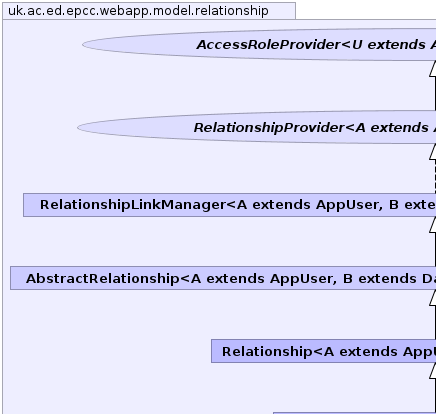 uk.ac.ed.epcc.webapp.model.relationship
AccessRoleProvider<U extends A
RelationshipProvider<A extends
RelationshipLinkManager<A extends AppUser, B exte
AbstractRelationship<A extends AppUser, B extends Da
Relationship<A extends AppU